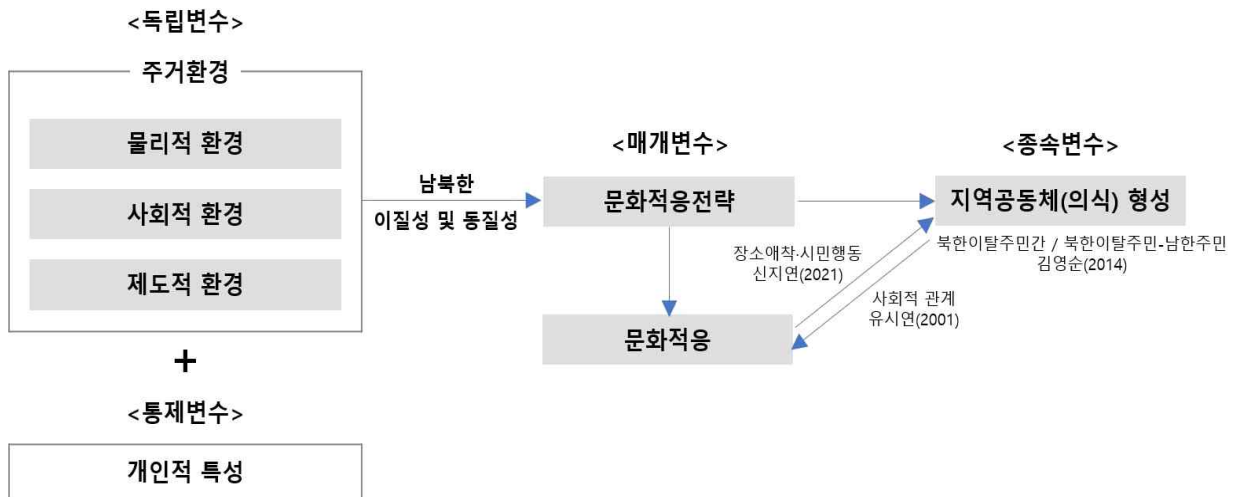 <독립변수>
주거환경
물리적 환경
사회적 환경
제도적 환경
+
<통제변수>
개인적 특성
남북한
이질성 및 동질성
<매개변수>
문화적응전략
문화적응
장소애착·시민행동
신지연(2021)
사회적 관계
유시연(2001)
<종속변수>
지역공동체(의식) 형성
북한이탈주민간 / 북한이탈주민-남한주민
김영순(2014)